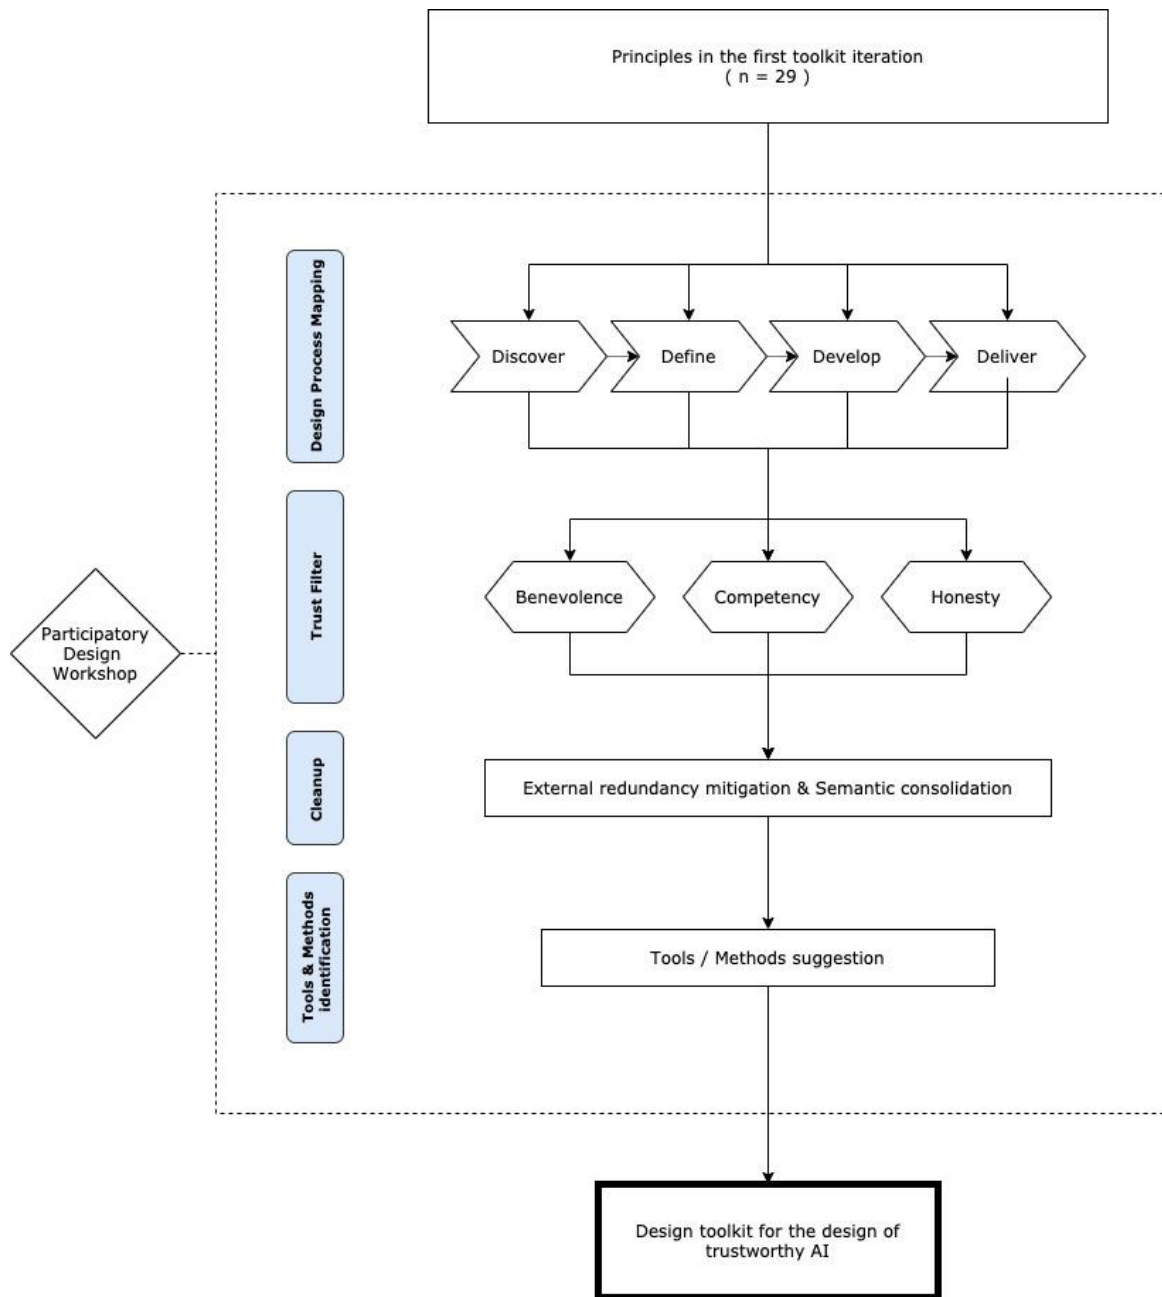 Principles in the first toolkit iteration
( n = 29 )
Design Process Mapping
Discover
Define
Develop
Deliver
Trust Filter
Benevolence
Competency
Honesty
Participatory
Design
Workshop
Cleanup
External redundancy mitigation & Semantic consolidation
Tools & Methods
identification
Tools / Methods suggestion
Design toolkit for the design of
trustworthy AI